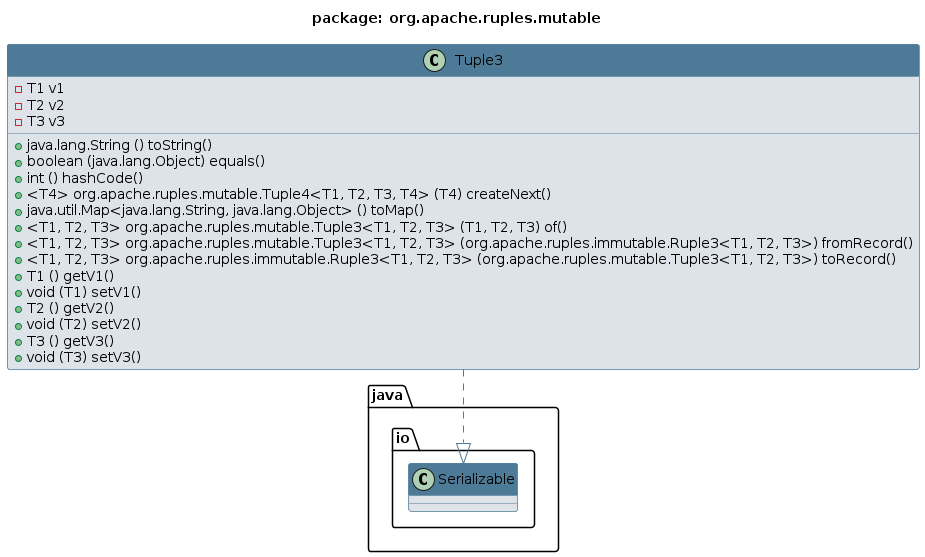 package: org.apache.ruples.mutable
C Tuple3
T1 v1
T2 v2
T3 v3
java.lang.String () toString()
boolean (java.lang.Object) equals()
int () hashCode()
<T4> org.apache.ruples.mutable.Tuple4<T1, T2, T3, T4> (T4) createNext()
java.util.Map<java.lang.String, java.lang.Object> () toMap()
<T1, T2, T3> org.apache.ruples.mutable.Tuple3<T1, T2, T3> (T1, T2, T3) of()
<T1, T2, T3> org.apache.ruples.mutable.Tuple3<T1, T2, T3> (org.apache.ruples.immutable.Ruple3<T1, T2, T3>) fromRecord()
<T1, T2, T3> org.apache.ruples.immutable.Ruple3<T1, T2, T3> (org.apache.ruples.mutable.Tuple3<T1, T2, T3>) toRecord()
T1 () getV1()
void (T1) setV1()
T2 () getV2()
void (T2) setV2()
T3 () getV3()
void (T3) setV3()
java
io
C Serializable